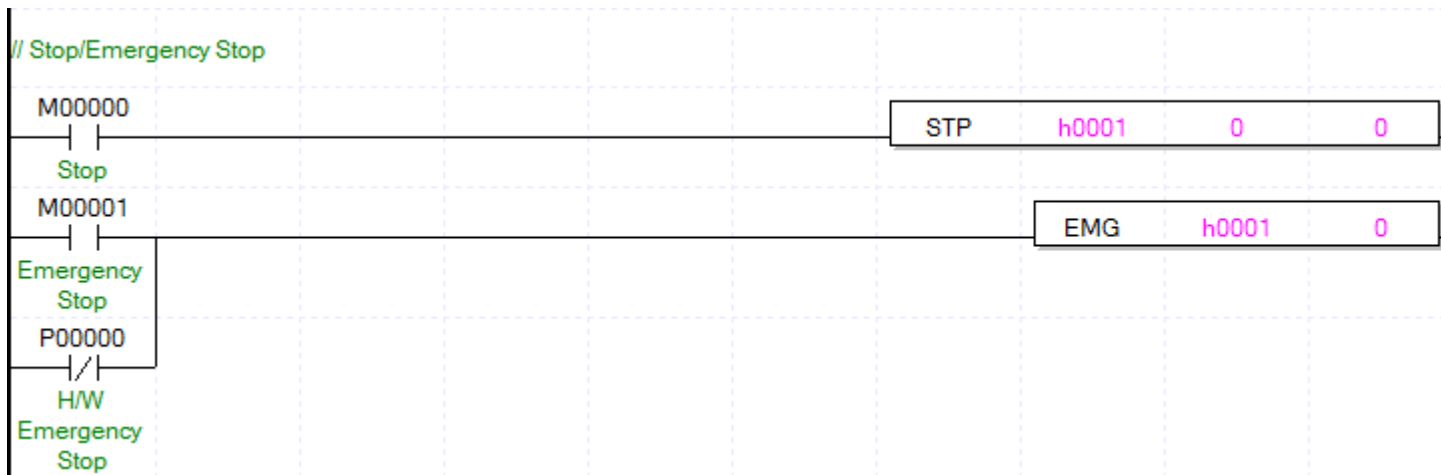 // Stop/Emergency Stop
M00000
STP h0001 0 0
Stop
M00001
EMG h0001 0
Emergency
Stop
P00000
H/W
Emergency
Stop